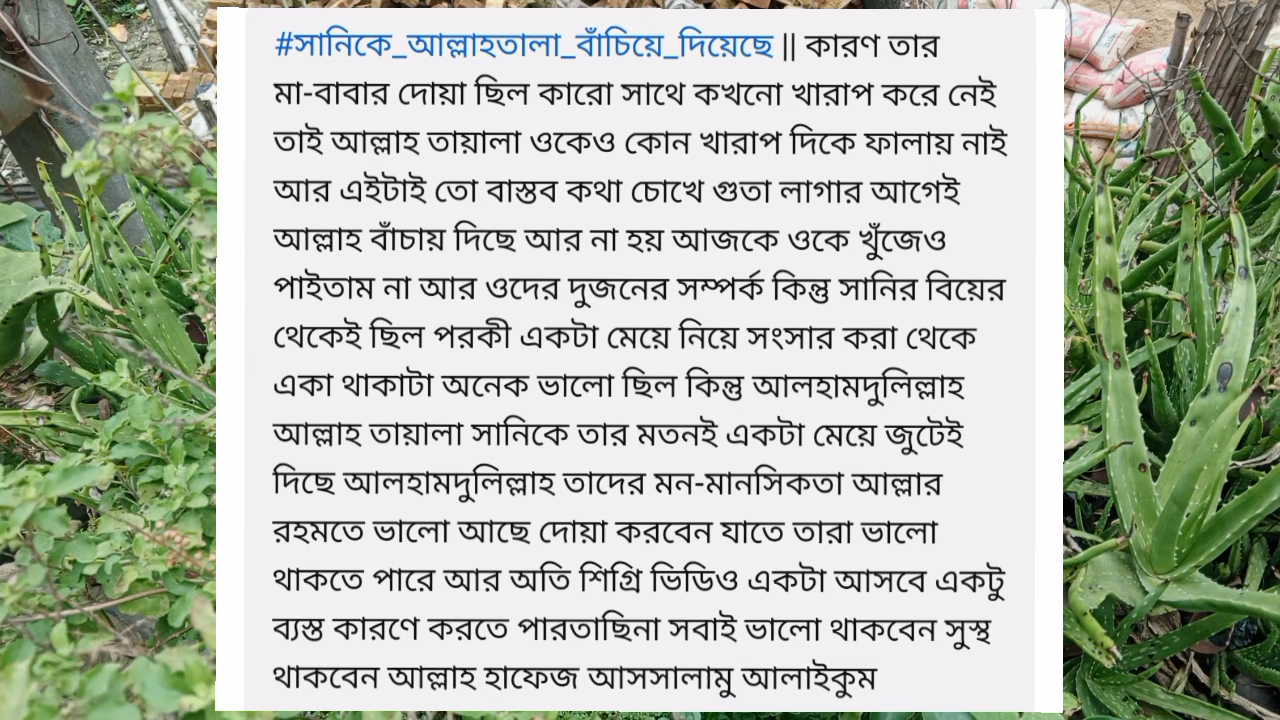 #সানিকে_আল্লাহতালা_বাঁচিয়ে_দিয়েছে || কারণ তার
মা-বাবার দোয়া ছিল কারো সাথে কখনো খারাপ করে নেই
তাই আল্লাহ তায়ালা ওকেও কোন খারাপ দিকে ফালায় নাই
আর এইটাই তো বাস্তব কথা চোখে গুতা লাগার আগেই
আল্লাহ বাঁচায় দিছে আর না হয় আজকে ওকে খুঁজেও
পাইতাম না আর ওদের দুজনের সম্পর্ক কিন্তু সানির বিয়ের
থেকেই ছিল পরকী একটা মেয়ে নিয়ে সংসার করা থেকে
একা থাকাটা অনেক ভালো ছিল কিন্তু আলহামদুলিল্লাহ
আল্লাহ তায়ালা সানিকে তার মতনই একটা মেয়ে জুটেই
দিছে আলহামদুলিল্লাহ তাদের মন-মানসিকতা আল্লার
রহমতে ভালো আছে দোয়া করবেন যাতে তারা ভালো
থাকতে পারে আর অতি শিগ্রি ভিডিও একটা আসবে একটু
ব্যস্ত কারণে করতে পারতাছিনা সবাই ভালো থাকবেন সুস্থ
থাকবেন আল্লাহ হাফেজ আসসালামু আলাইকুম